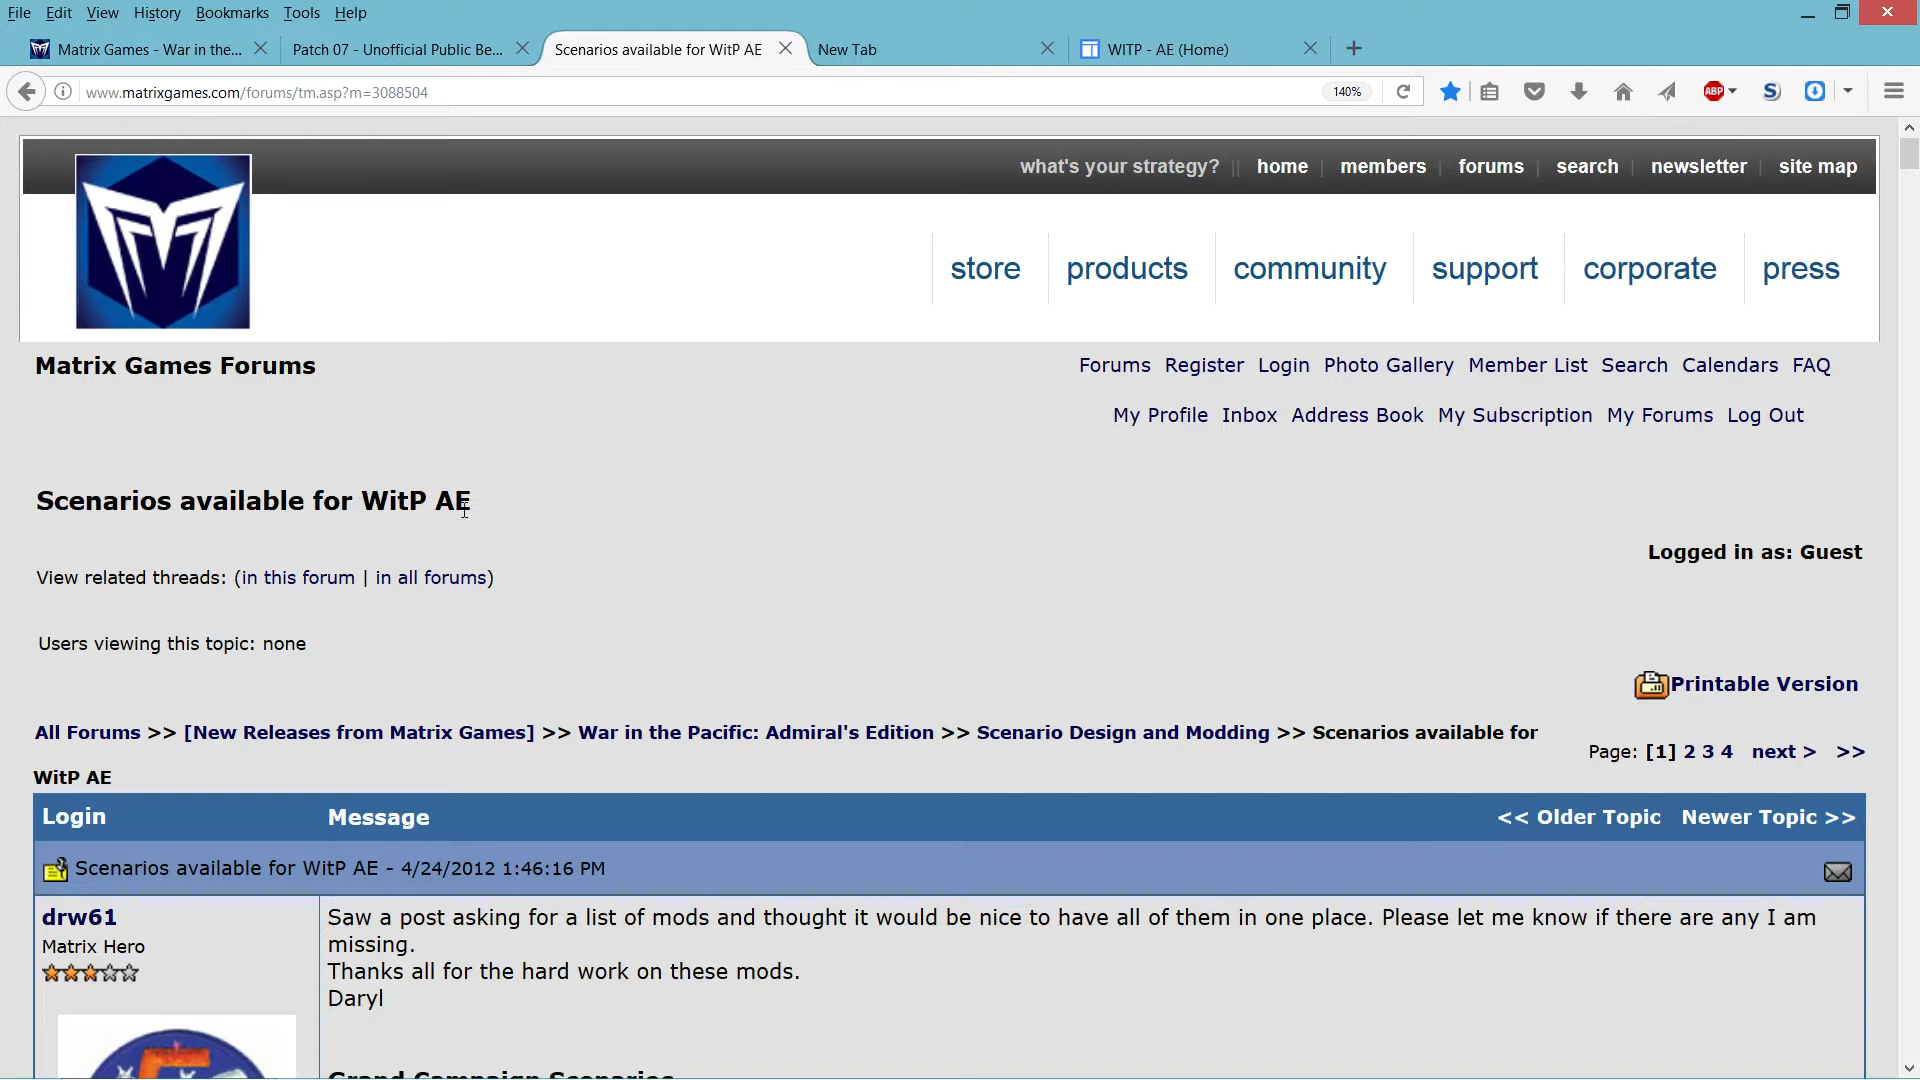 File Edit View History Bookmarks Tools Help
Matrix Games - War in the... Patch 07 - Unofficial Public Be... Scenarios available for WitP AE New Tab WITP - AE (Home)
www.matrixgames.com/forums/tm.asp?m=3088504 140% ABP S
what's your strategy? || home | members | forums | search | newsletter | site map
store products community support corporate press
Matrix Games Forums
Forums Register Login Photo Gallery Member List Search Calendars FAQ
My Profile Inbox Address Book My Subscription My Forums Log Out
Scenarios available for WitP AE
Logged in as: Guest
View related threads: (in this forum | in all forums)
Users viewing this topic: none
Printable Version
All Forums >> [New Releases from Matrix Games] >> War in the Pacific: Admiral's Edition >> Scenario Design and Modding >> Scenarios available for
WitP AE
Page: [1] 2 3 4 next > >>
Login Message << Older Topic Newer Topic >>
Scenarios available for WitP AE - 4/24/2012 1:46:16 PM
drw61
Matrix Hero
Saw a post asking for a list of mods and thought it would be nice to have all of them in one place. Please let me know if there are any I am
missing.
Thanks all for the hard work on these mods.
Daryl
Grand Campaign Scenarios